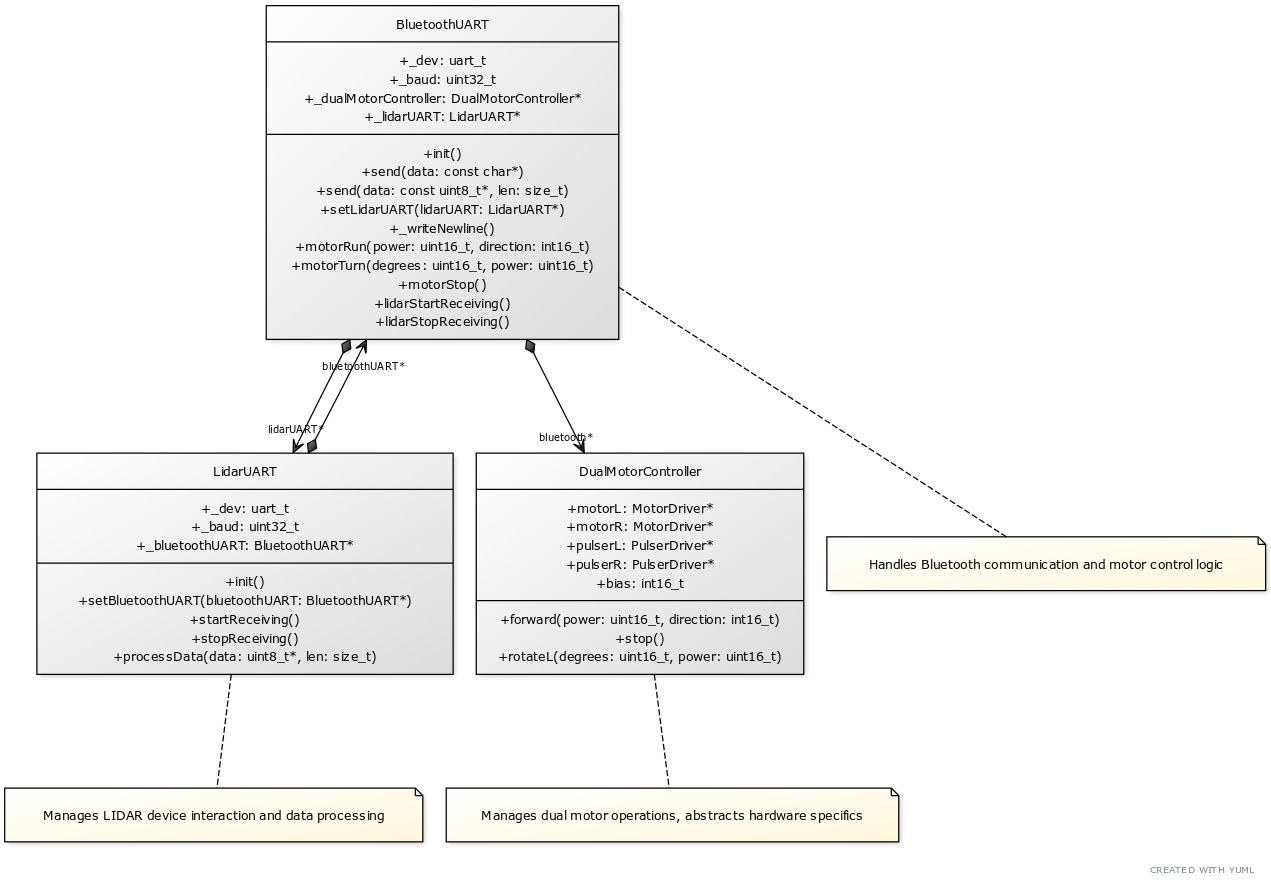 BluetoothUART
+_dev: uart_t
+_baud: uint32_t
+_dualMotorController: DualMotorController*
+_lidarUART: LidarUART*
+init()
+send(data: const char*)
+send(data: const uint8_t*, len: size_t)
+setLidarUART(lidarUART: LidarUART*)
+_writeNewline()
+motorRun(power: uint16_t, direction: int16_t)
+motorTurn(degrees: uint16_t, power: uint16_t)
+motorStop()
+lidarStartReceiving()
+lidarStopReceiving()
bluetoothUART*
lidarUART*
bluetooth*
LidarUART
+_dev: uart_t
+_baud: uint32_t
+_bluetoothUART: BluetoothUART*
+init()
+setBluetoothUART(bluetoothUART: BluetoothUART*)
+startReceiving()
+stopReceiving()
+processData(data: uint8_t*, len: size_t)
DualMotorController
+motorL: MotorDriver*
+motorR: MotorDriver*
+pulserL: PulserDriver*
+pulserR: PulserDriver*
+bias: int16_t
+forward(power: uint16_t, direction: int16_t)
+stop()
+rotateL(degrees: uint16_t, power: uint16_t)
Handles Bluetooth communication and motor control logic
Manages LIDAR device interaction and data processing
Manages dual motor operations, abstracts hardware specifics
CREATED WITH YUML